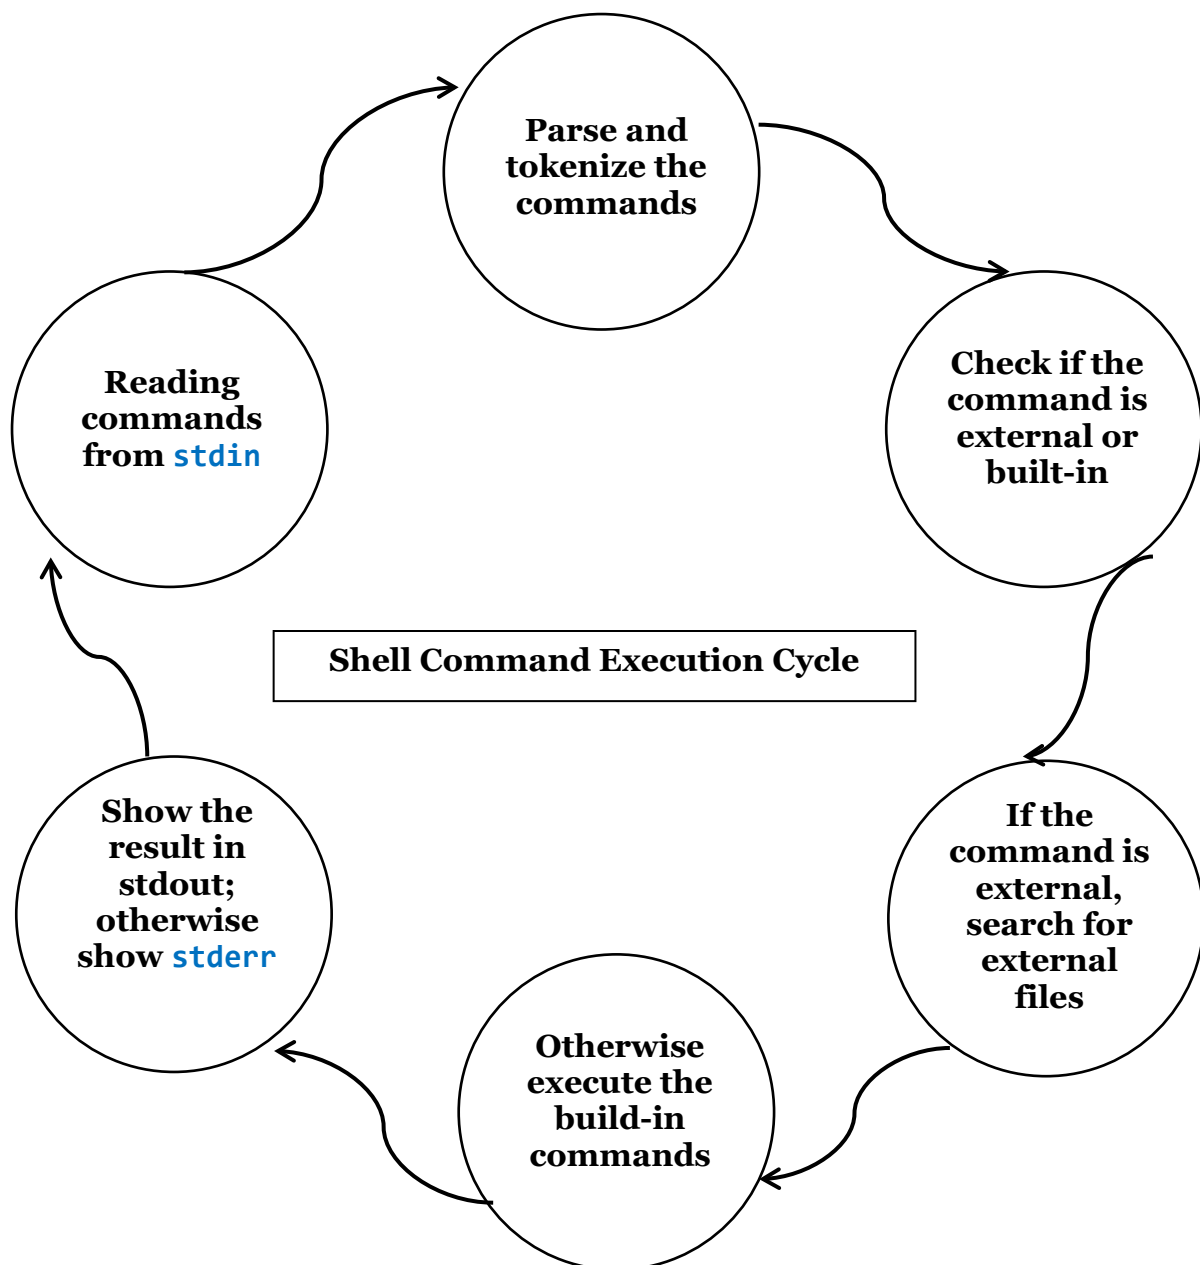 Parse and
tokenize the
commands
Reading
commands
from stdin
Check if the
command is
external or
built-in
Shell Command Execution Cycle
Show the
result in
stdout;
otherwise
show stderr
If the
command is
external,
search for
external
files
Otherwise
execute the
build-in
commands